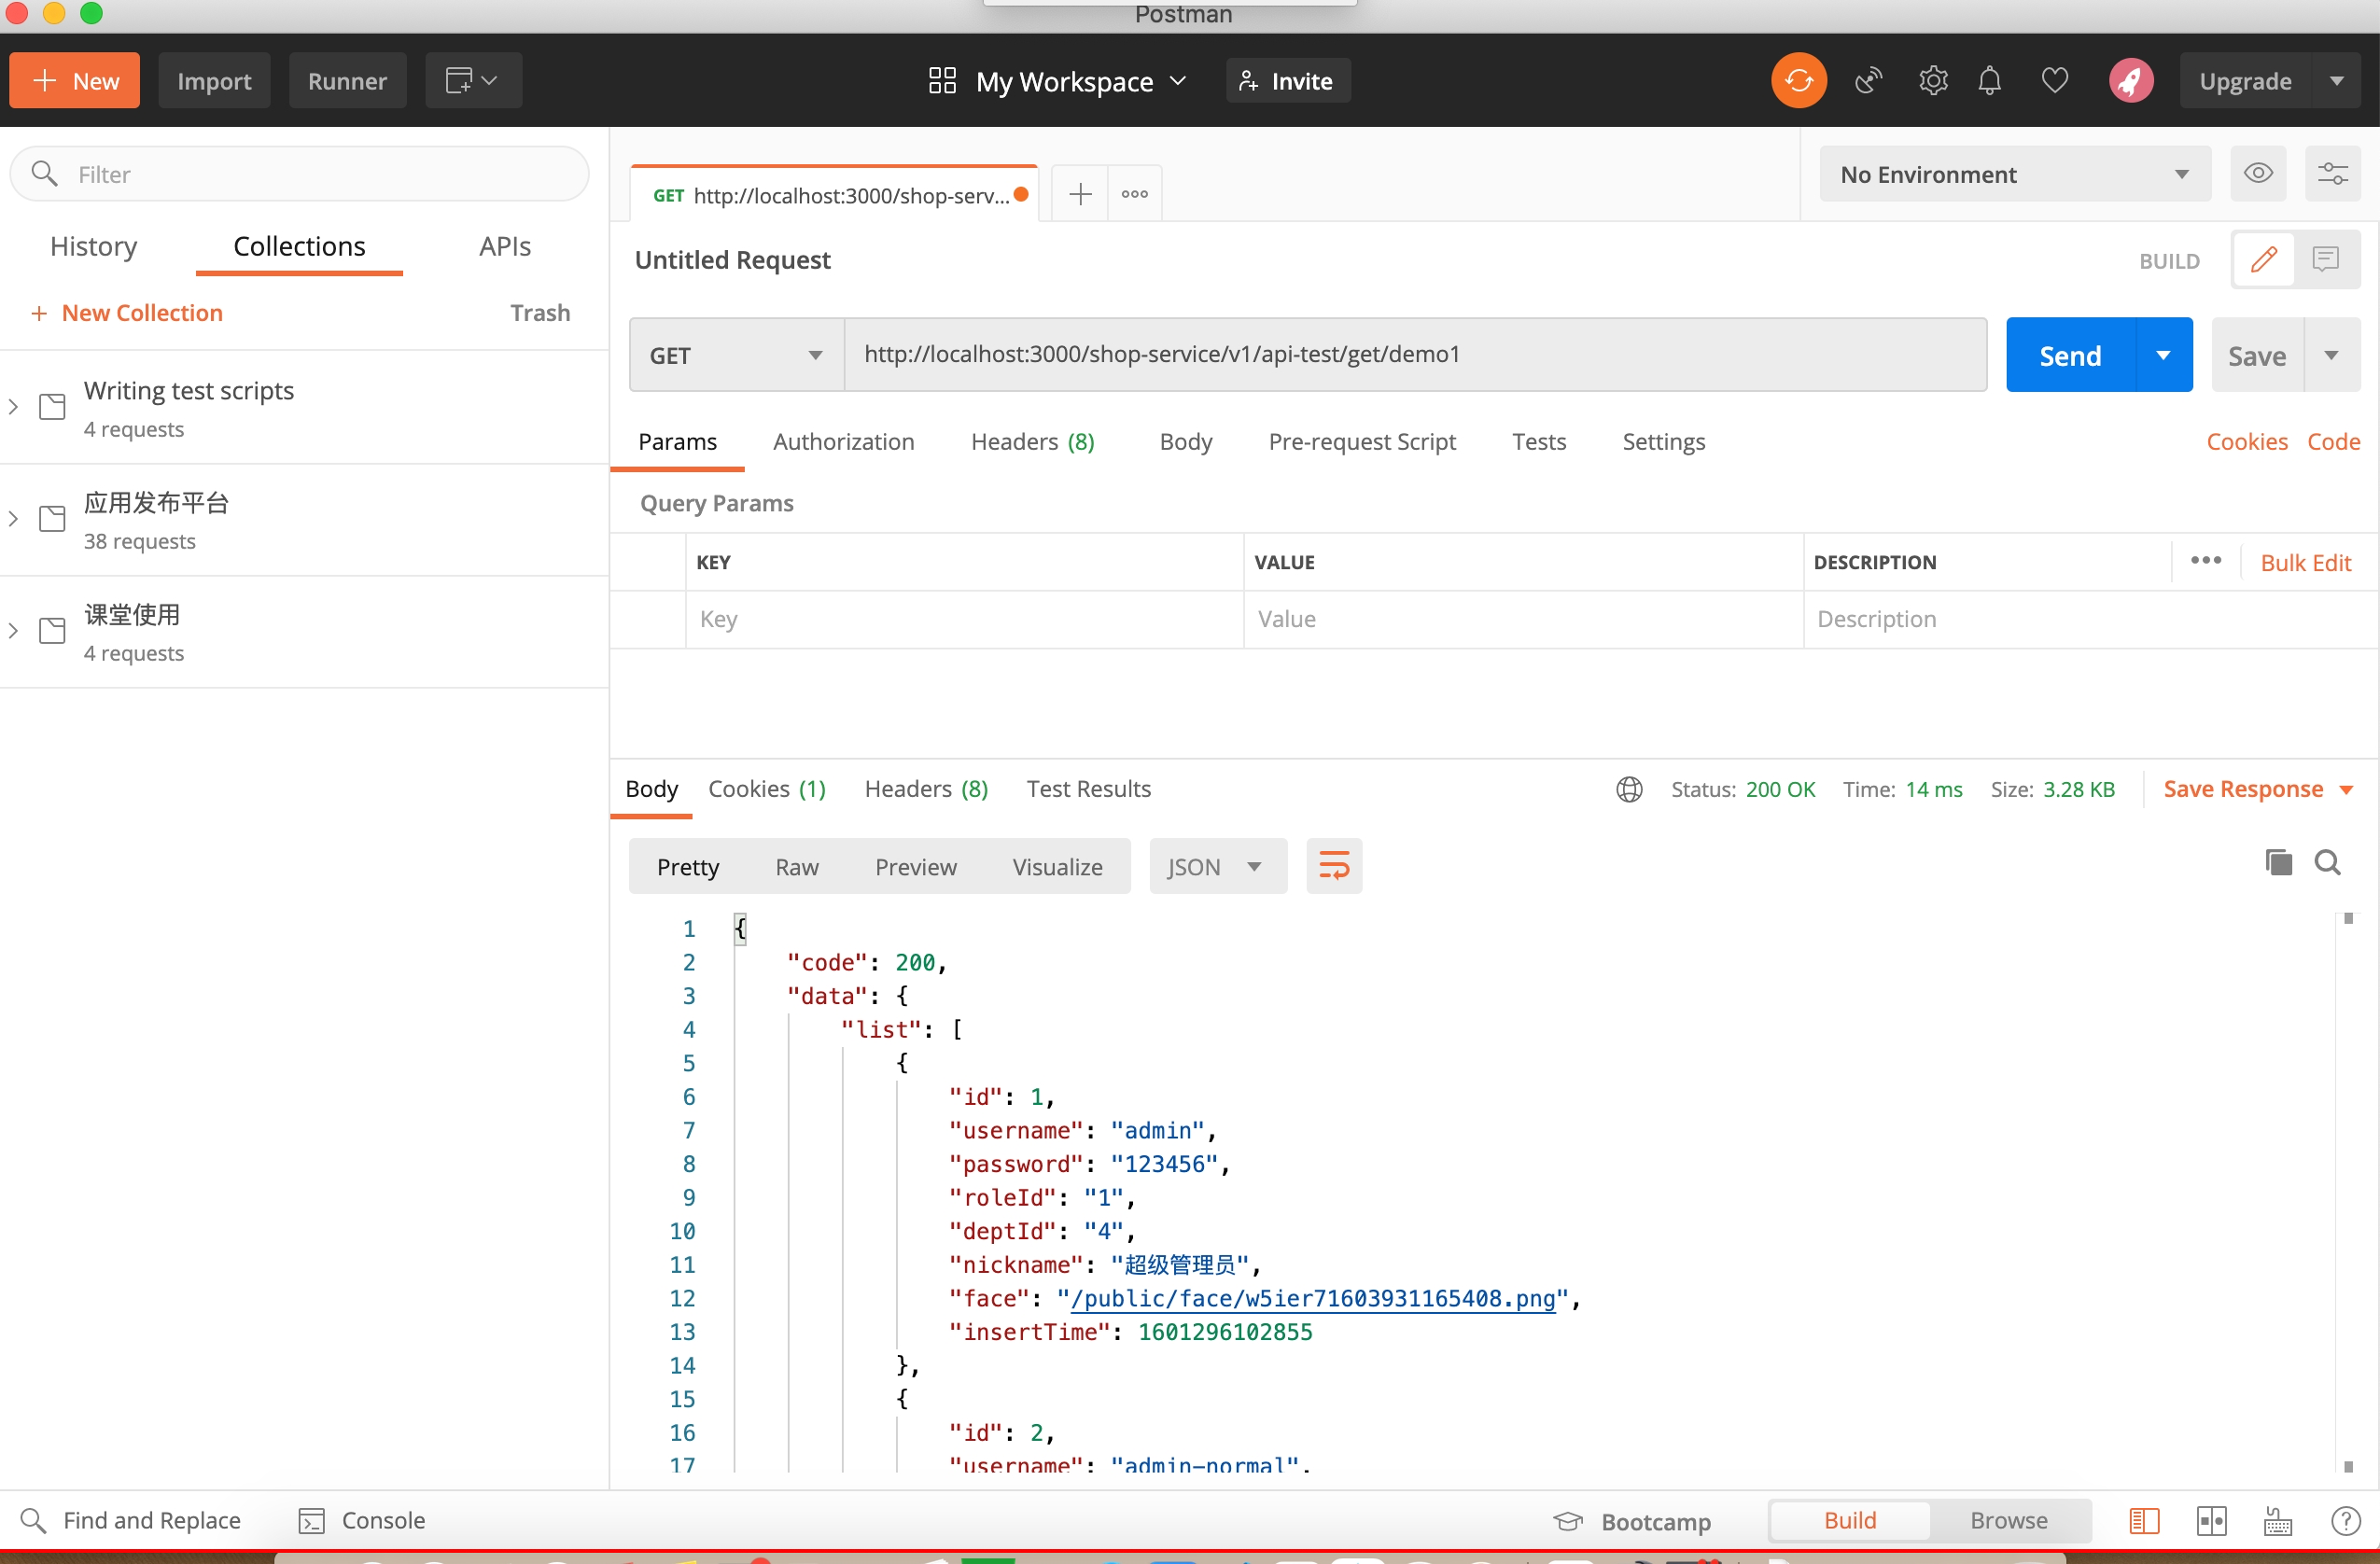 Postman
New Import Runner My Workspace Invite Upgrade
Filter
History Collections APIs
New Collection Trash
Writing test scripts
4 requests
应用发布平台
38 requests
课堂使用
4 requests
GET http://localhost:3000/shop-serv...
No Environment
Untitled Request
BUILD
GET http://localhost:3000/shop-service/v1/api-test/get/demo1 Send Save
Params Authorization Headers (8) Body Pre-request Script Tests Settings Cookies Code
Query Params
KEY VALUE DESCRIPTION Bulk Edit
Key Value Description
Body Cookies (1) Headers (8) Test Results Status: 200 OK Time: 14 ms Size: 3.28 KB Save Response
Pretty Raw Preview Visualize JSON
1 {
2 "code": 200,
3 "data": {
4 "list": [
5 {
6 "id": 1,
7 "username": "admin",
8 "password": "123456",
9 "roleId": "1",
10 "deptId": "4",
11 "nickname": "超级管理员",
12 "face": "/public/face/w5ier71603931165408.png",
13 "insertTime": 1601296102855
14 },
15 {
16 "id": 2,
17 "username": "admin-normal",
Find and Replace Console Bootcamp Build Browse